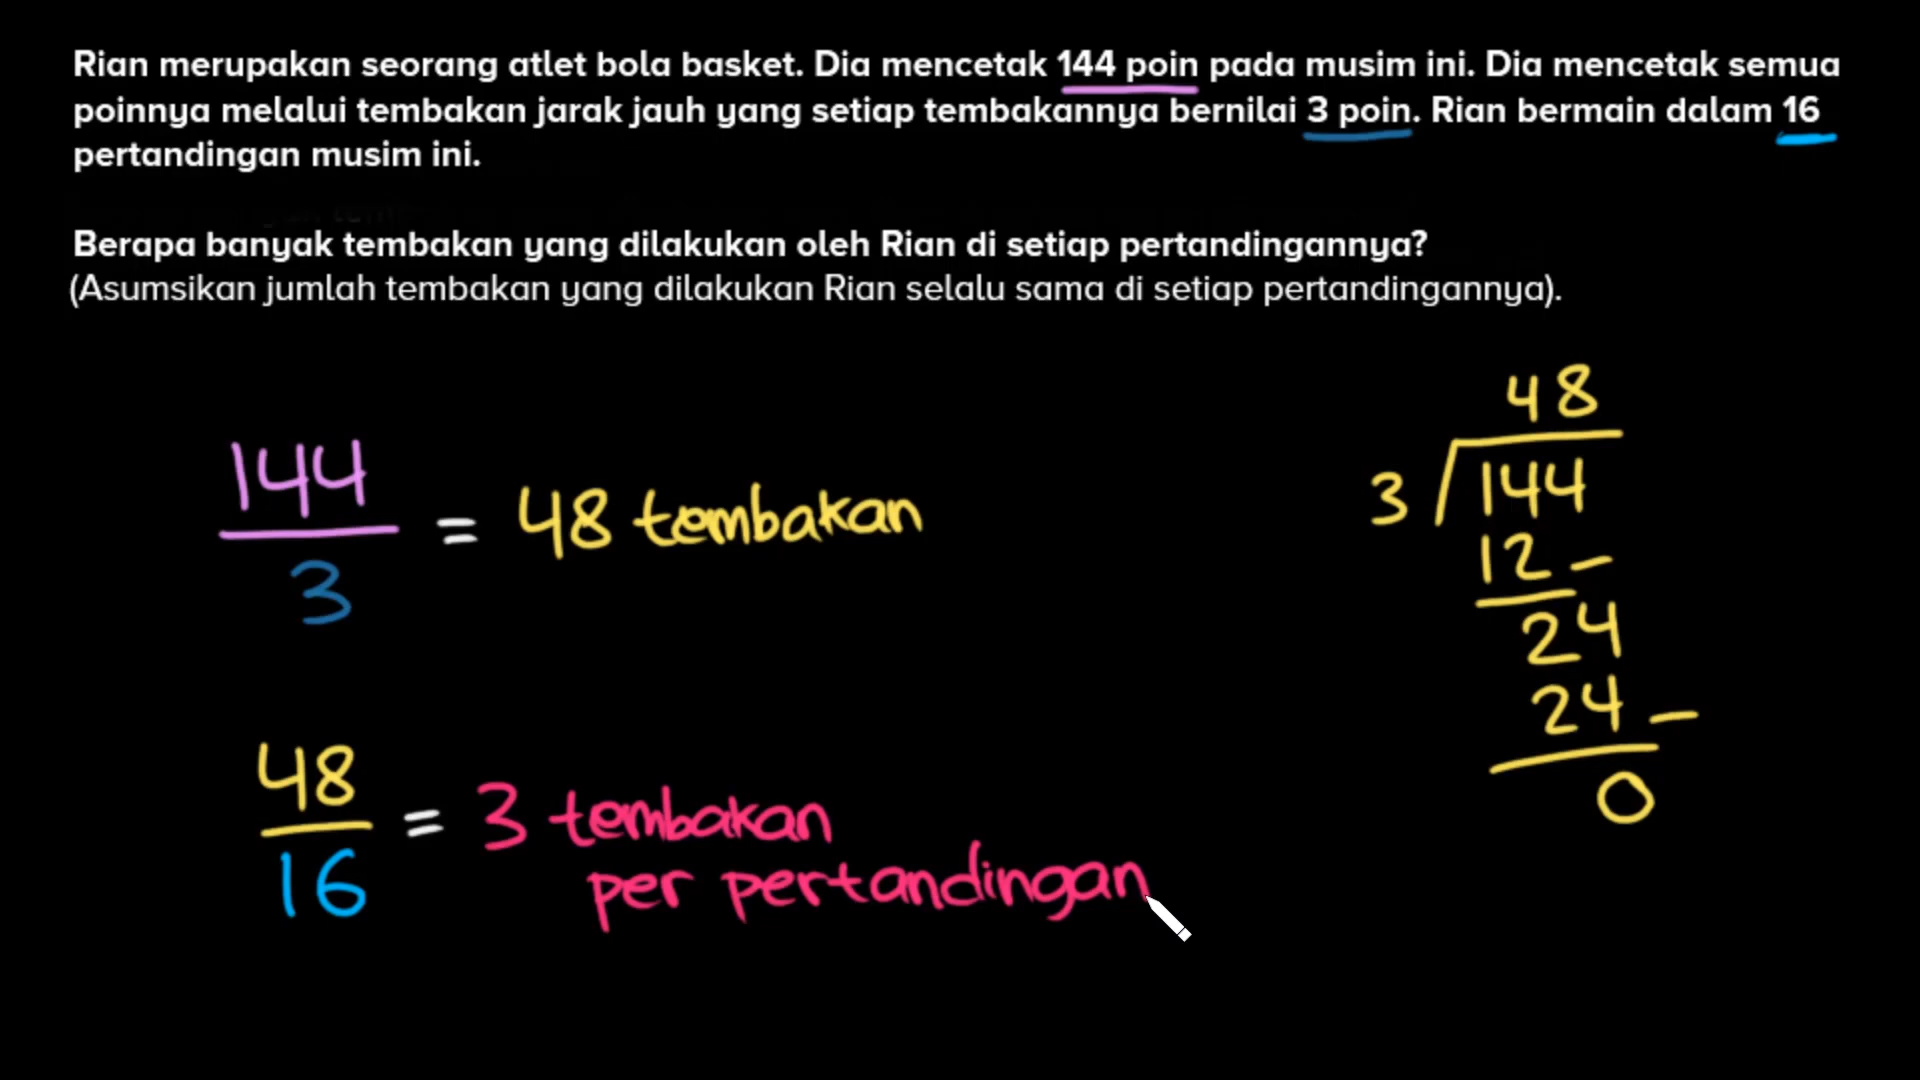 Rian merupakan seorang atlet bola basket. Dia mencetak 144 poin pada musim ini. Dia mencetak semua
poinnya melalui tembakan jarak jauh yang setiap tembakannya bernilai 3 poin. Rian bermain dalam 16
pertandingan musim ini.
Berapa banyak tembakan yang dilakukan oleh Rian di setiap pertandingannya?
(Asumsikan jumlah tembakan yang dilakukan Rian selalu sama di setiap pertandingannya).
144
3
= 48 tembakan
48
16
= 3 tembakan
per pertandingan
48
3 144
12 –
24
24 –
0